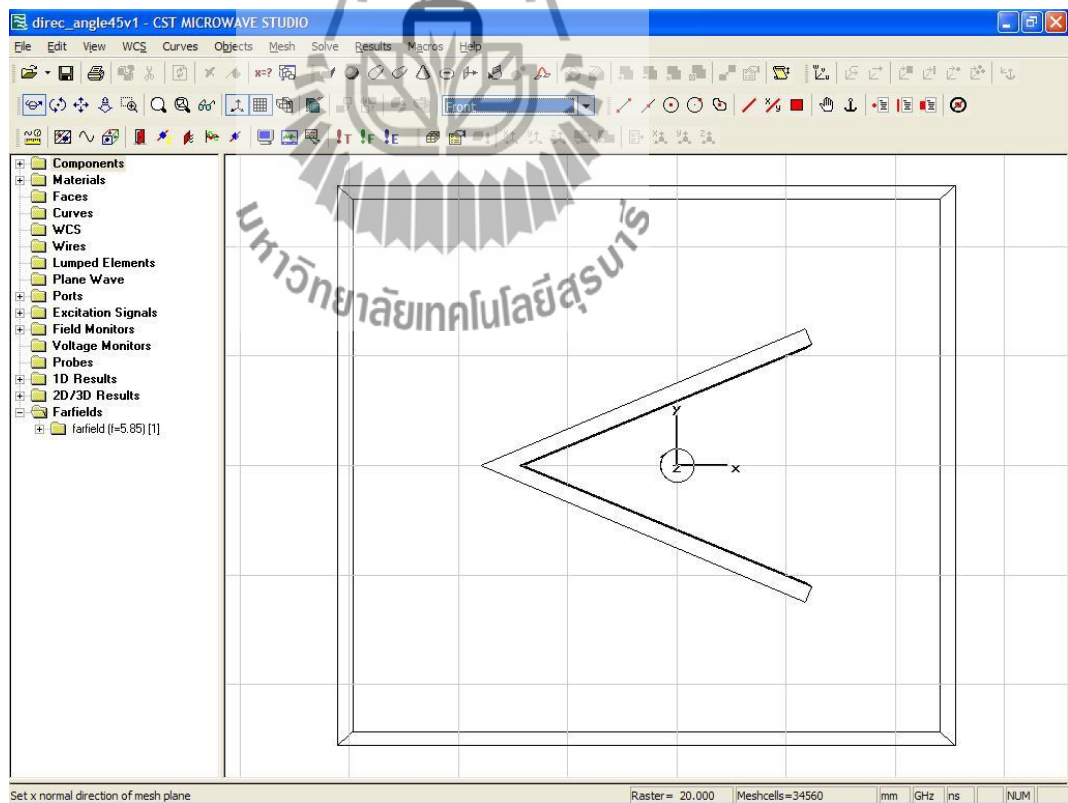 direc_angle45v1 - CST MICROWAVE STUDIO
File Edit View WCS Curves Objects Mesh Solve Results Macros Help
x=?
Front
T F E
Components
Materials
Faces
Curves
WCS
Wires
Lumped Elements
Plane Wave
Ports
Excitation Signals
Field Monitors
Voltage Monitors
Probes
1D Results
2D/3D Results
Farfields
farfield (f=5.85) [1]
มหาวิทยาลัยเทคโนโลยีสุรนารี
y
z x
Set x normal direction of mesh plane Raster= 20.000 Meshcells=34560 mm GHz ns NUM